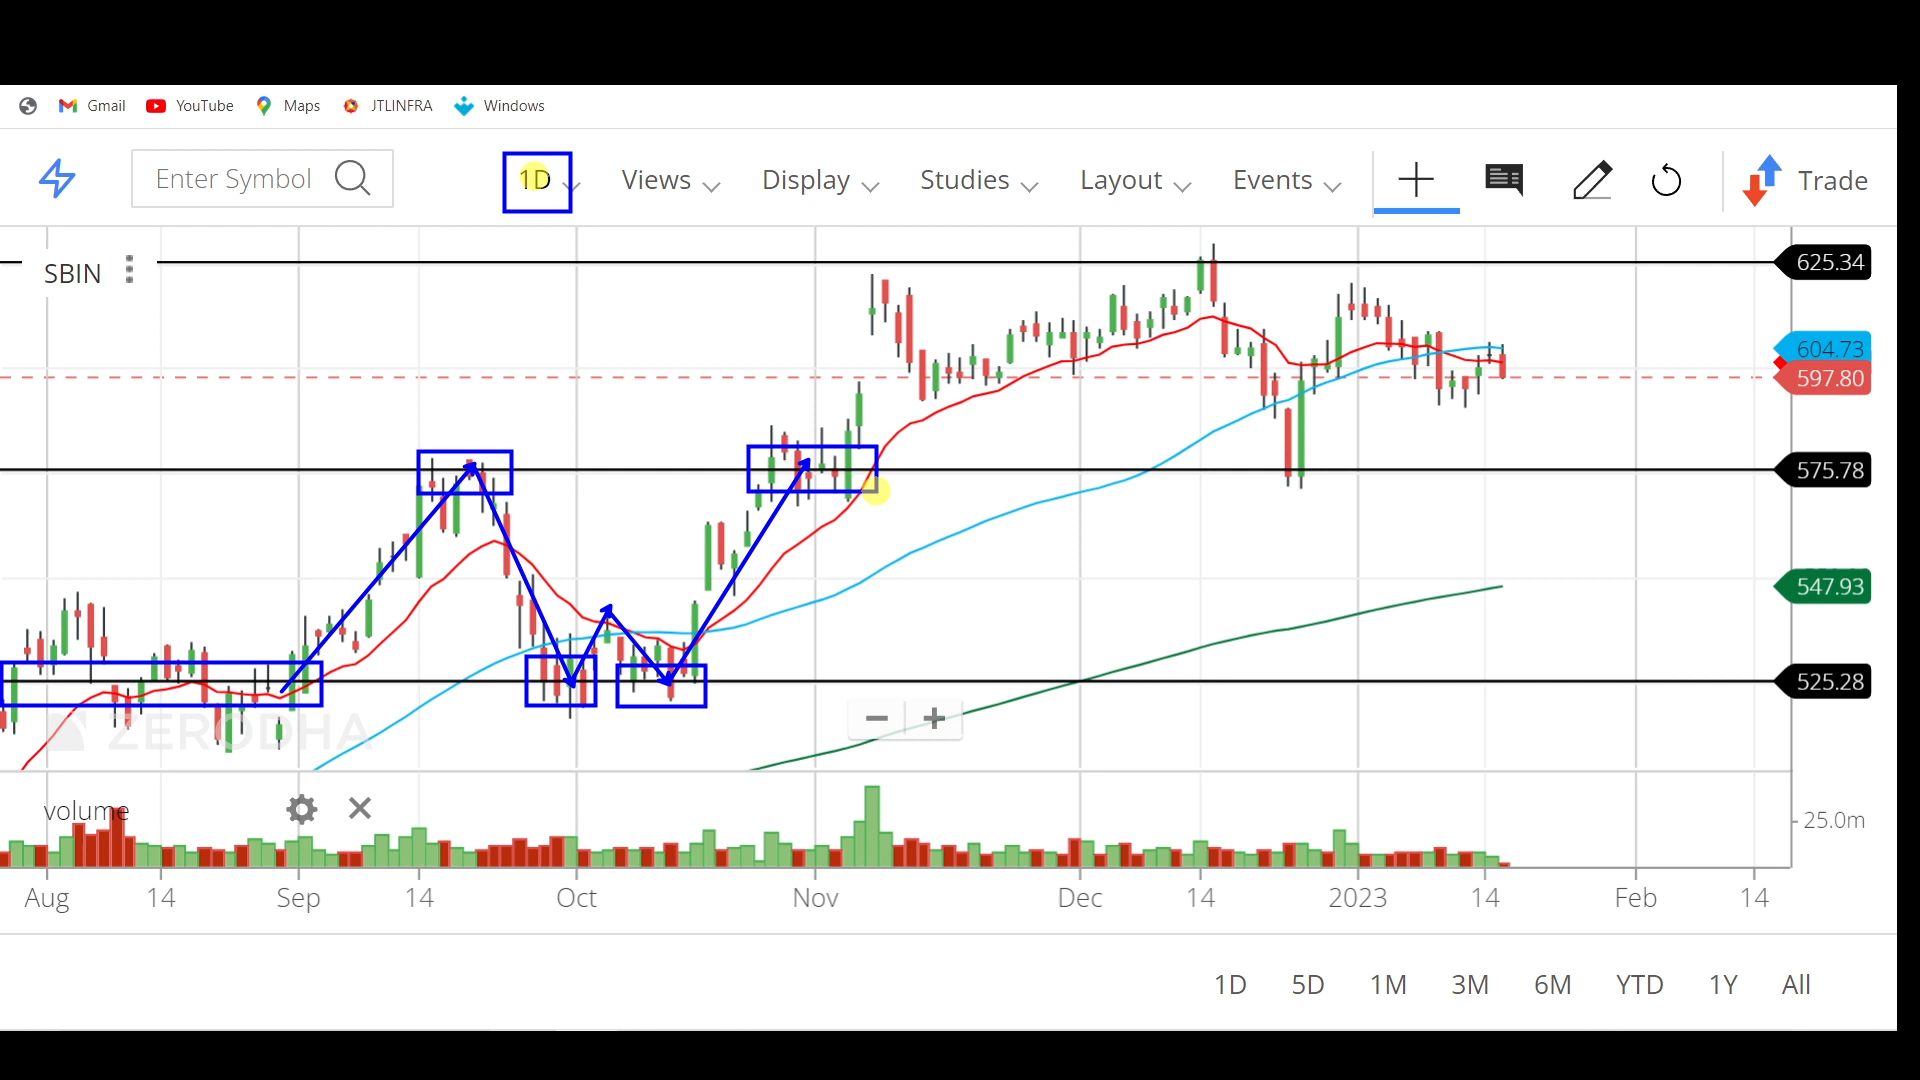 Gmail YouTube Maps JTLINFRA Windows
Enter Symbol 1D Views Display Studies Layout Events Trade
SBIN
625.34
604.73
597.80
575.78
547.93
525.28
ZERODHA
volume
25.0m
Aug 14 Sep 14 Oct Nov Dec 14 2023 14 Feb 14
1D 5D 1M 3M 6M YTD 1Y All